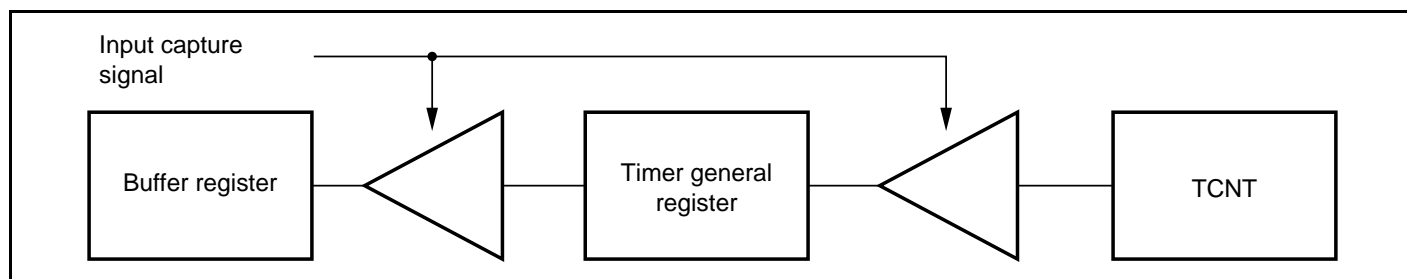 Input capture
signal
Buffer register
Timer general
register
TCNT